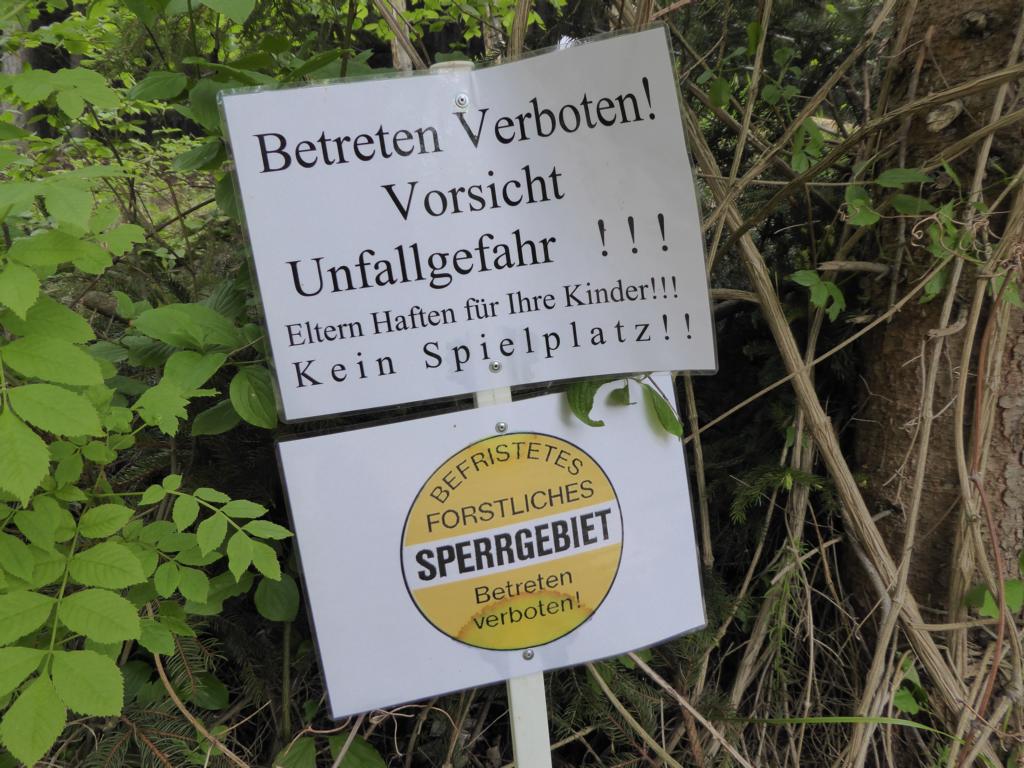 Betreten Verboten!
Vorsicht
Unfallgefahr !!!
Eltern Haften für Ihre Kinder!!!
Kein Spielplatz!!
BEFRISTETES
FORSTLICHES
SPERRGEBIET
Betreten
verboten!